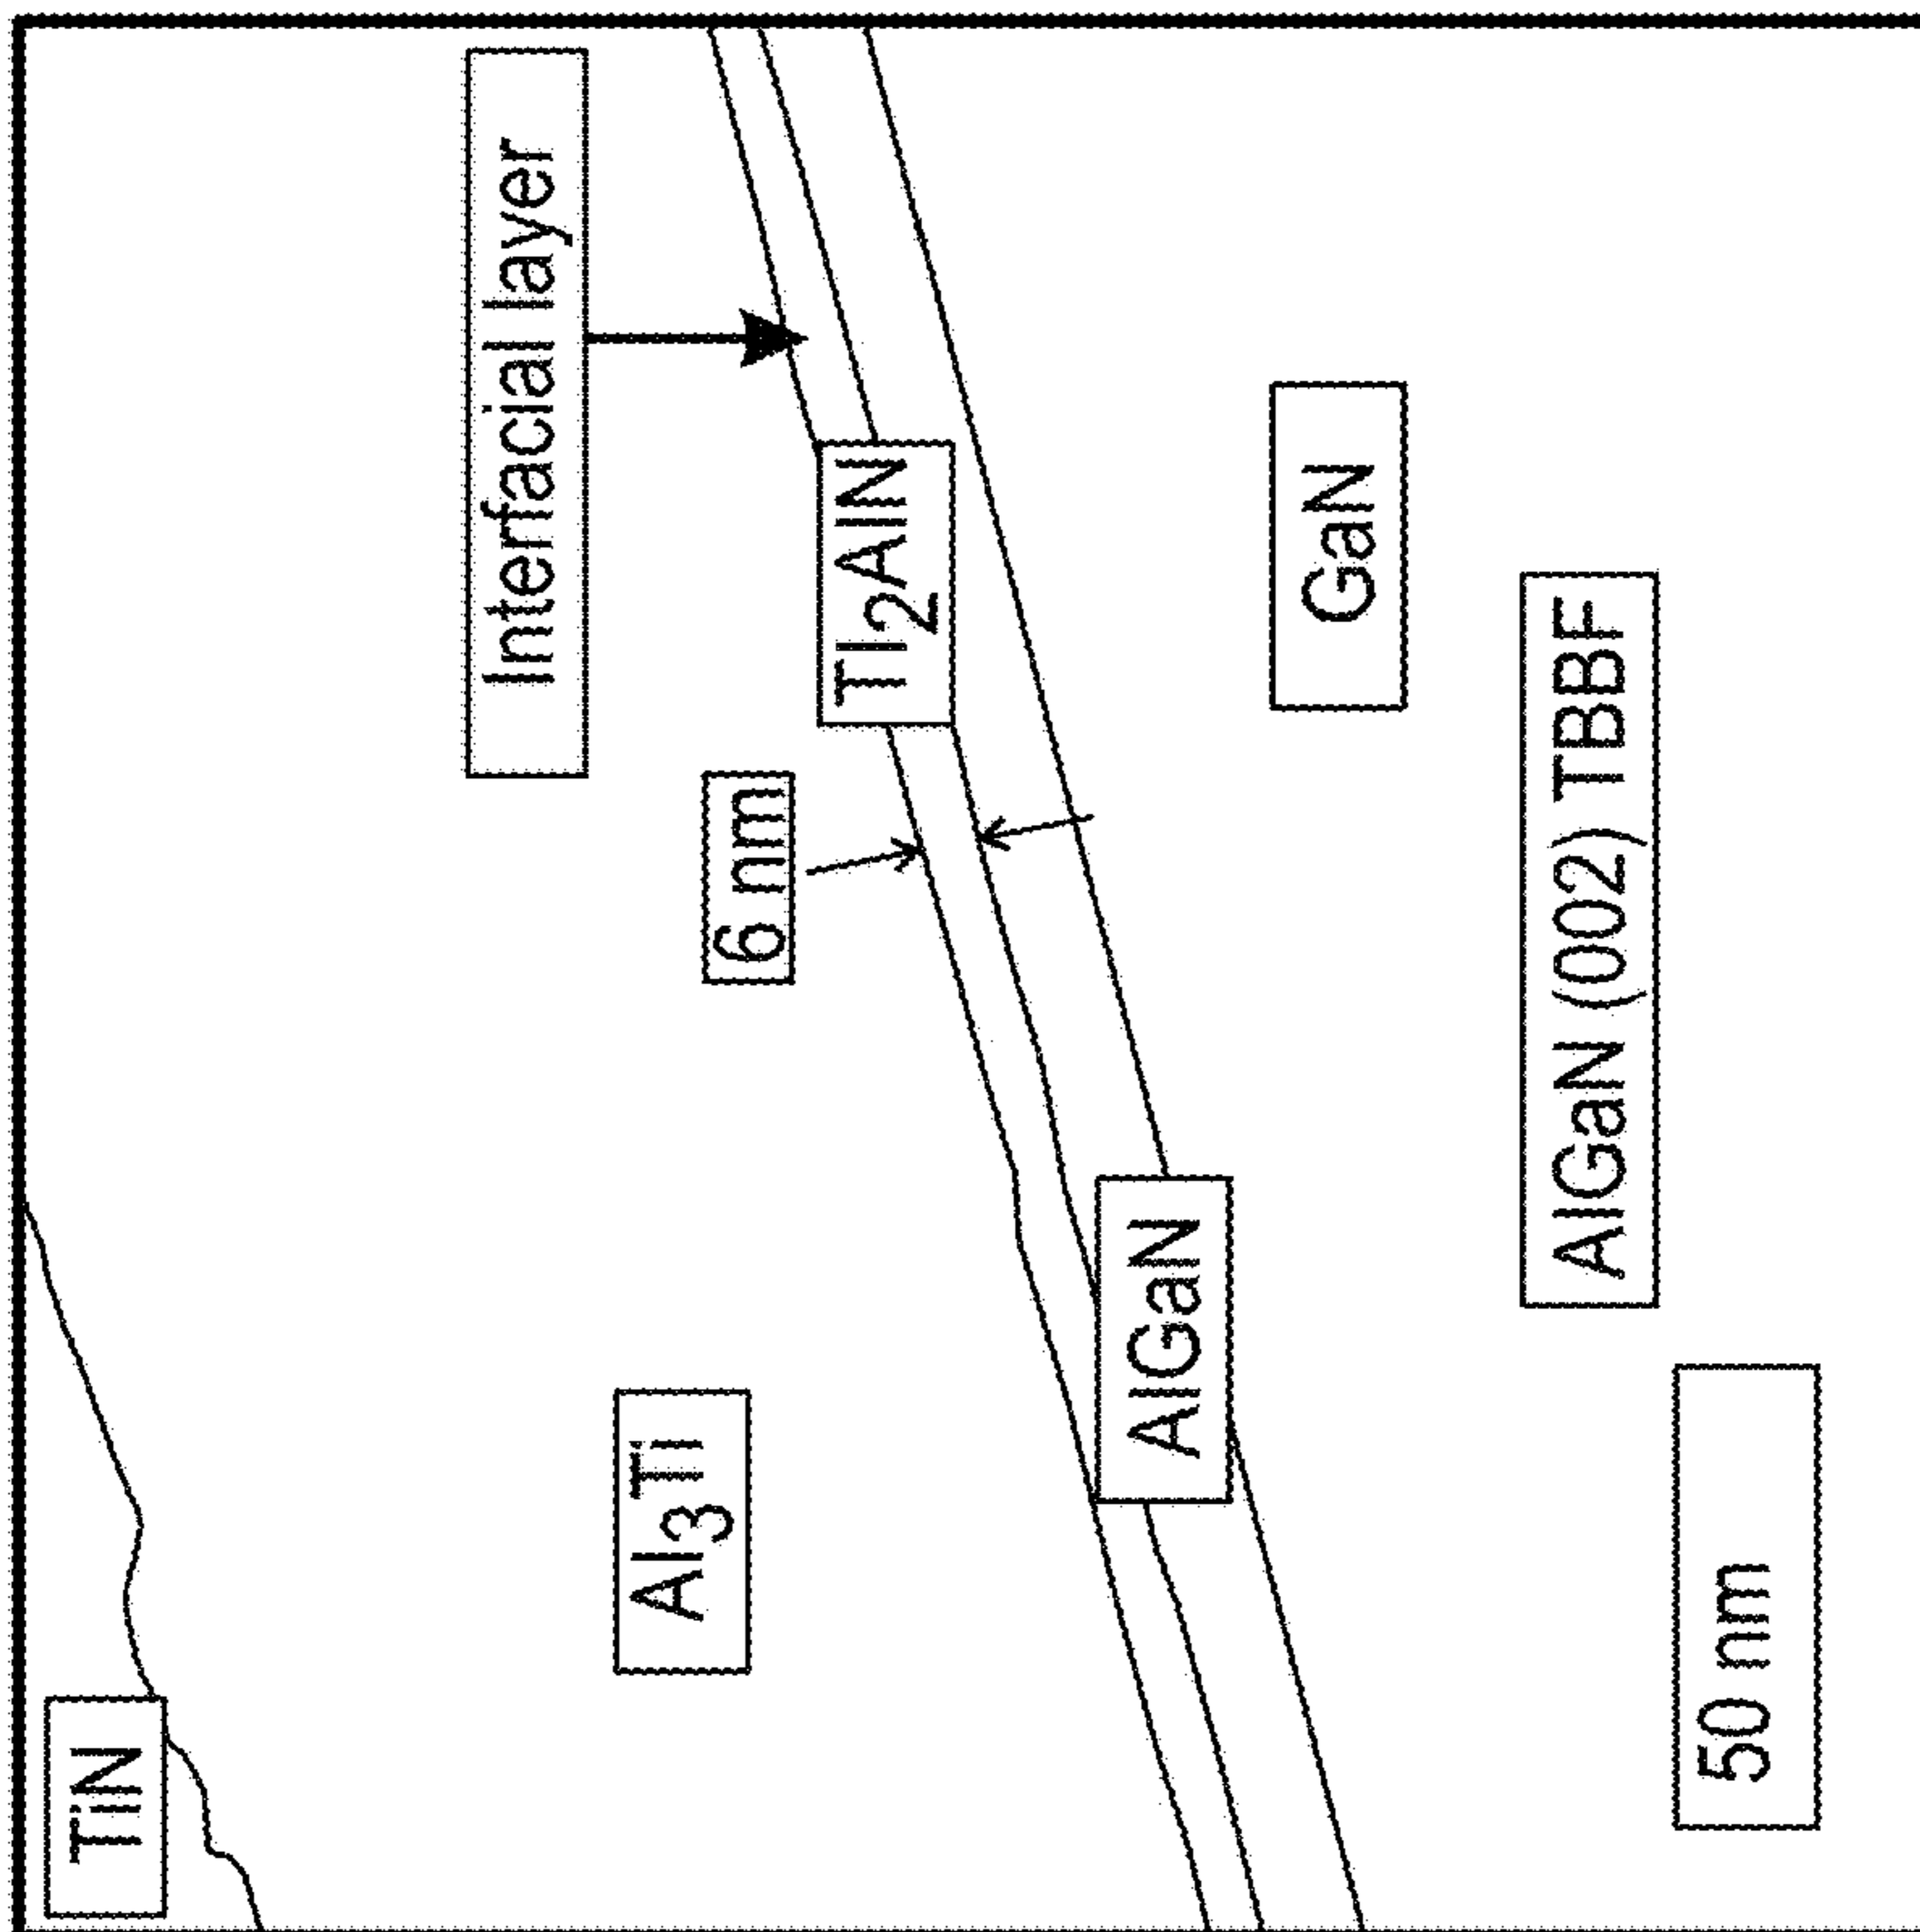 TiN
Interfacial layer
Al₃Ti
6 nm
TI₂AlN
AlGaN
GaN
AlGaN (002) TBBF
50 nm